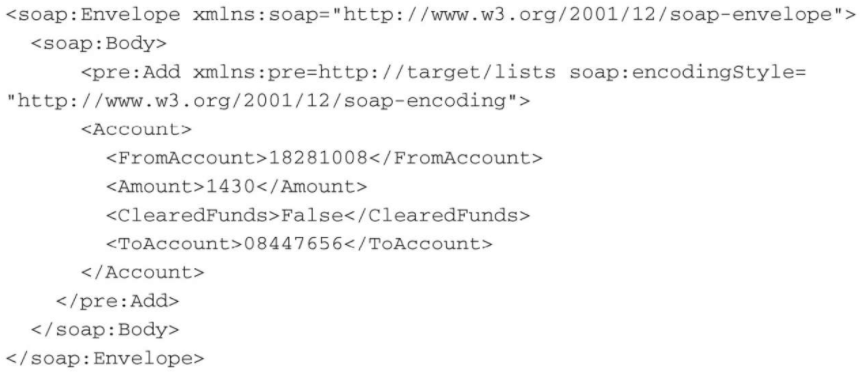 <soap:Envelope xmlns:soap="http://www.w3.org/2001/12/soap-envelope">
  <soap:Body>
      <pre:Add xmlns:pre=http://target/lists soap:encodingStyle=
"http://www.w3.org/2001/12/soap-encoding">
      <Account>
        <FromAccount>18281008</FromAccount>
        <Amount>1430</Amount>
        <ClearedFunds>False</ClearedFunds>
        <ToAccount>08447656</ToAccount>
      </Account>
    </pre:Add>
  </soap:Body>
</soap:Envelope>